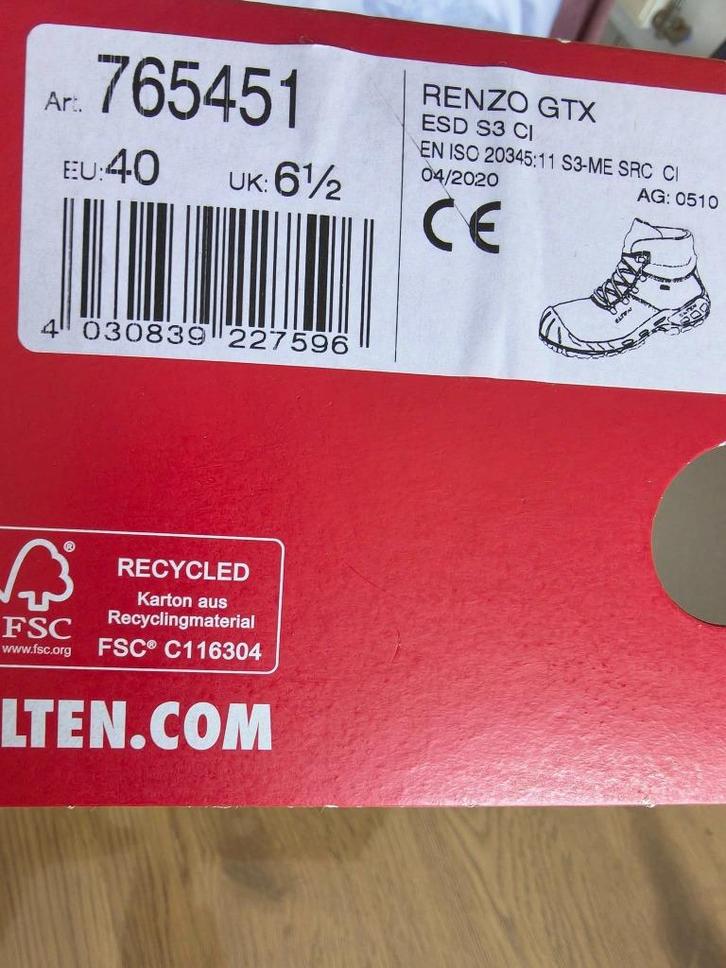 Art. 765451
EU: 40 UK: 6½
4 030839 227596
RENZO GTX
ESD S3 CI
EN ISO 20345:11 S3-ME SRC CI
04/2020
AG: 0510
CE
FSC
www.fsc.org
RECYCLED
Karton aus
Recyclingmaterial
FSC® C116304
LTEN.COM